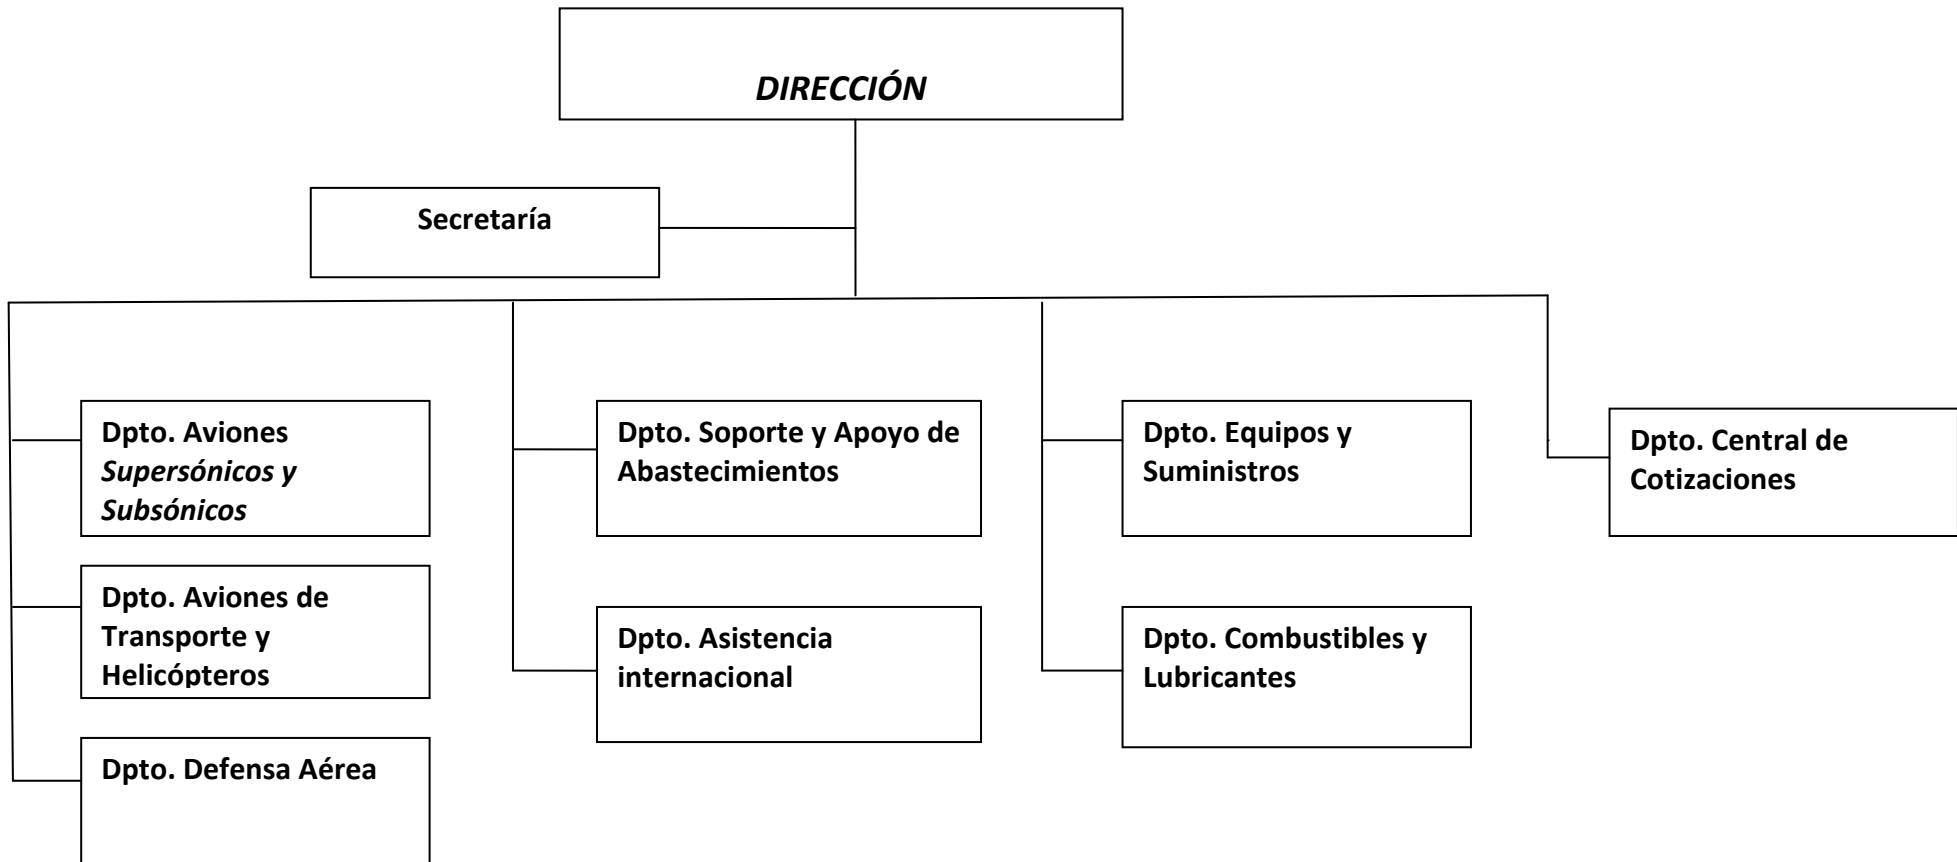 DIRECCIÓN
Secretaría
Dpto. Aviones
Supersónicos y
Subsónicos
Dpto. Aviones de
Transporte y
Helicópteros
Dpto. Defensa Aérea
Dpto. Soporte y Apoyo de
Abastecimientos
Dpto. Asistencia
internacional
Dpto. Equipos y
Suministros
Dpto. Combustibles y
Lubricantes
Dpto. Central de
Cotizaciones